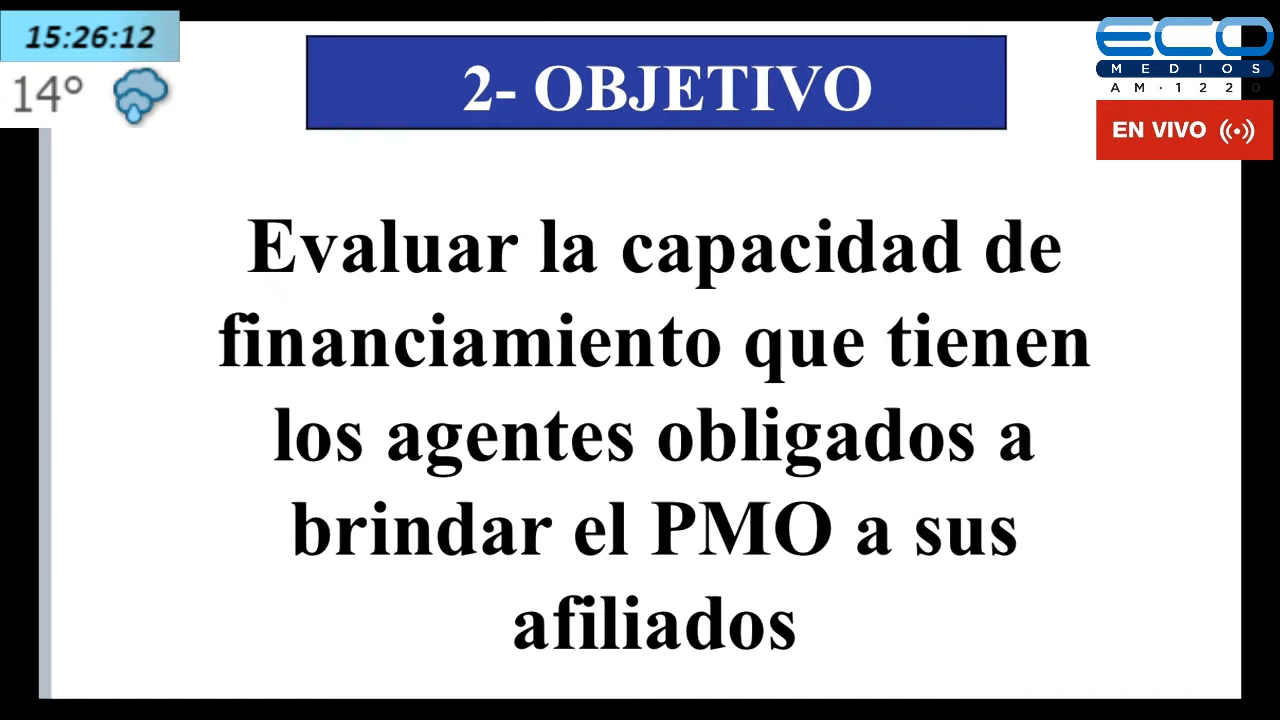 15:26:12
14°
ECO
MEDIOS
AM·1220
EN VIVO
2- OBJETIVO
Evaluar la capacidad de
financiamiento que tienen
los agentes obligados a
brindar el PMO a sus
afiliados